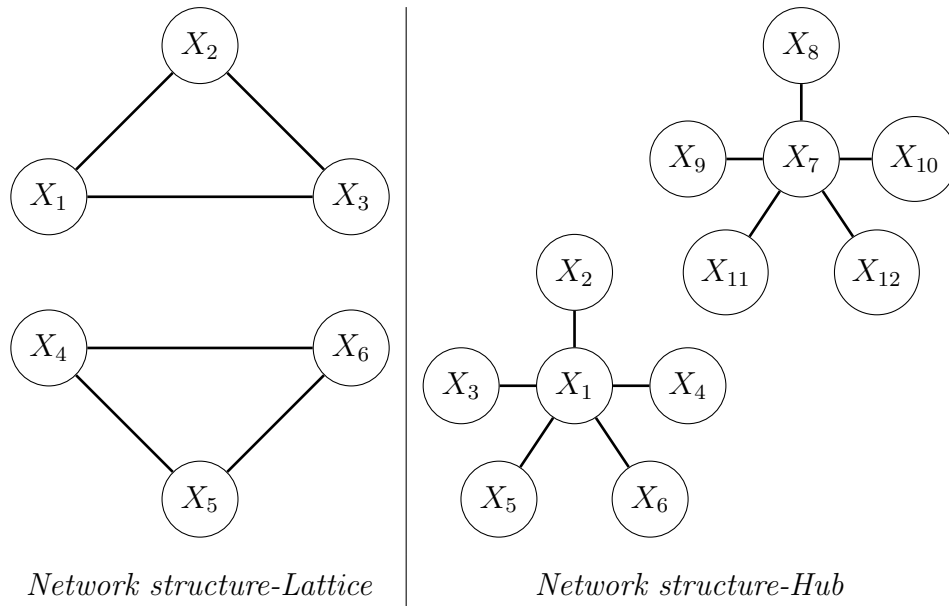 X₂
X₁ X₃
X₄ X₆
X₅
Network structure-Lattice
X₈
X₉ X₇ X₁₀
X₁₁ X₁₂
X₂
X₃ X₁ X₄
X₅ X₆
Network structure-Hub